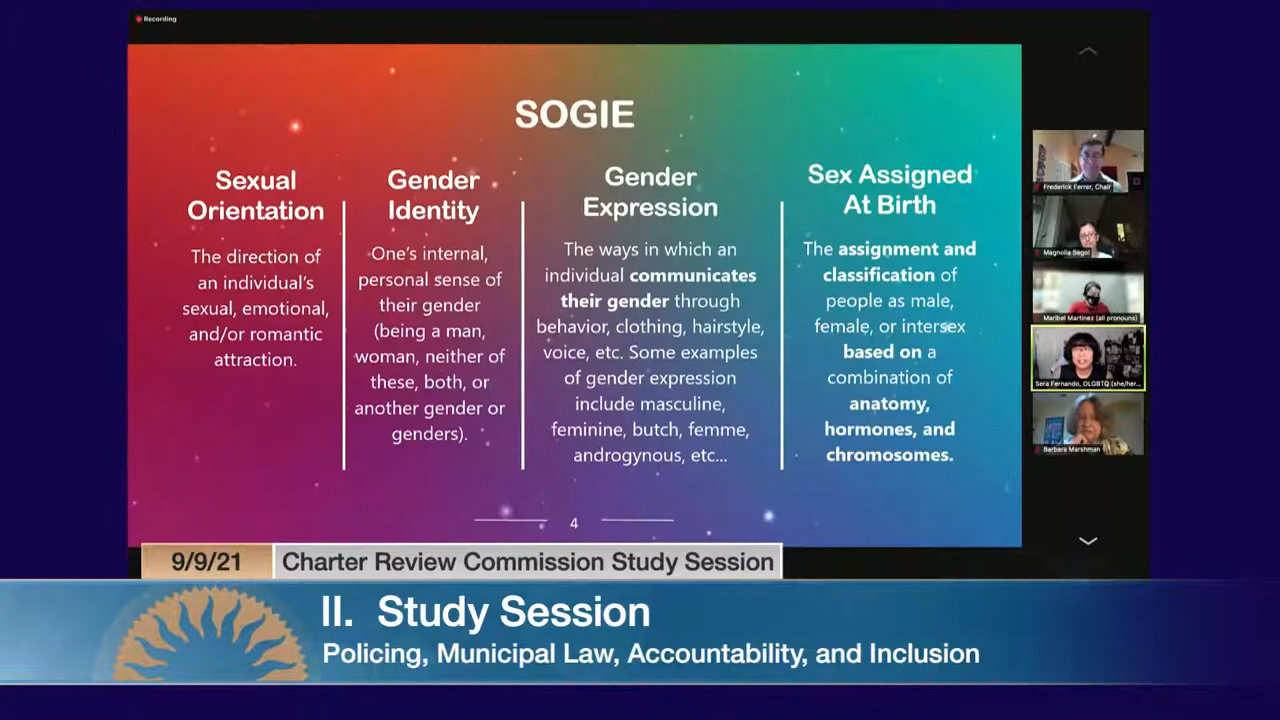 Recording
SOGIE
Sexual
Orientation
The direction of
an individual's
sexual, emotional,
and/or romantic
attraction.
Gender
Identity
One's internal,
personal sense of
their gender
(being a man,
woman, neither of
these, both, or
another gender or
genders).
Gender
Expression
The ways in which an
individual communicates
their gender through
behavior, clothing, hairstyle,
voice, etc. Some examples
of gender expression
include masculine,
feminine, butch, femme,
androgynous, etc...
Sex Assigned
At Birth
The assignment and
classification of
people as male,
female, or intersex
based on a
combination of
anatomy,
hormones, and
chromosomes.
4
Frederick Ferrer, Chair
Magnolia Segol
Maribel Martinez (all pronouns)
Sera Fernando, OLGBTQ (she/her...
Barbara Marshman
9/9/21
Charter Review Commission Study Session
II. Study Session
Policing, Municipal Law, Accountability, and Inclusion